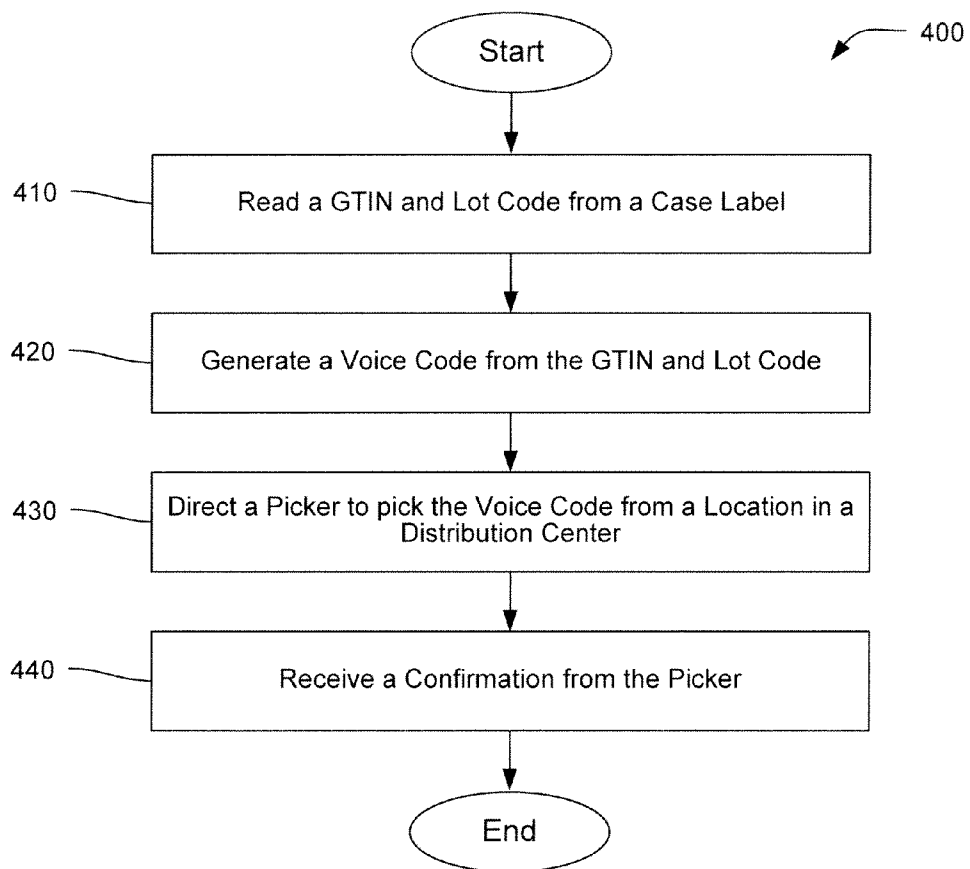 Start
400
410
Read a GTIN and Lot Code from a Case Label
420
Generate a Voice Code from the GTIN and Lot Code
430
Direct a Picker to pick the Voice Code from a Location in a
Distribution Center
440
Receive a Confirmation from the Picker
End